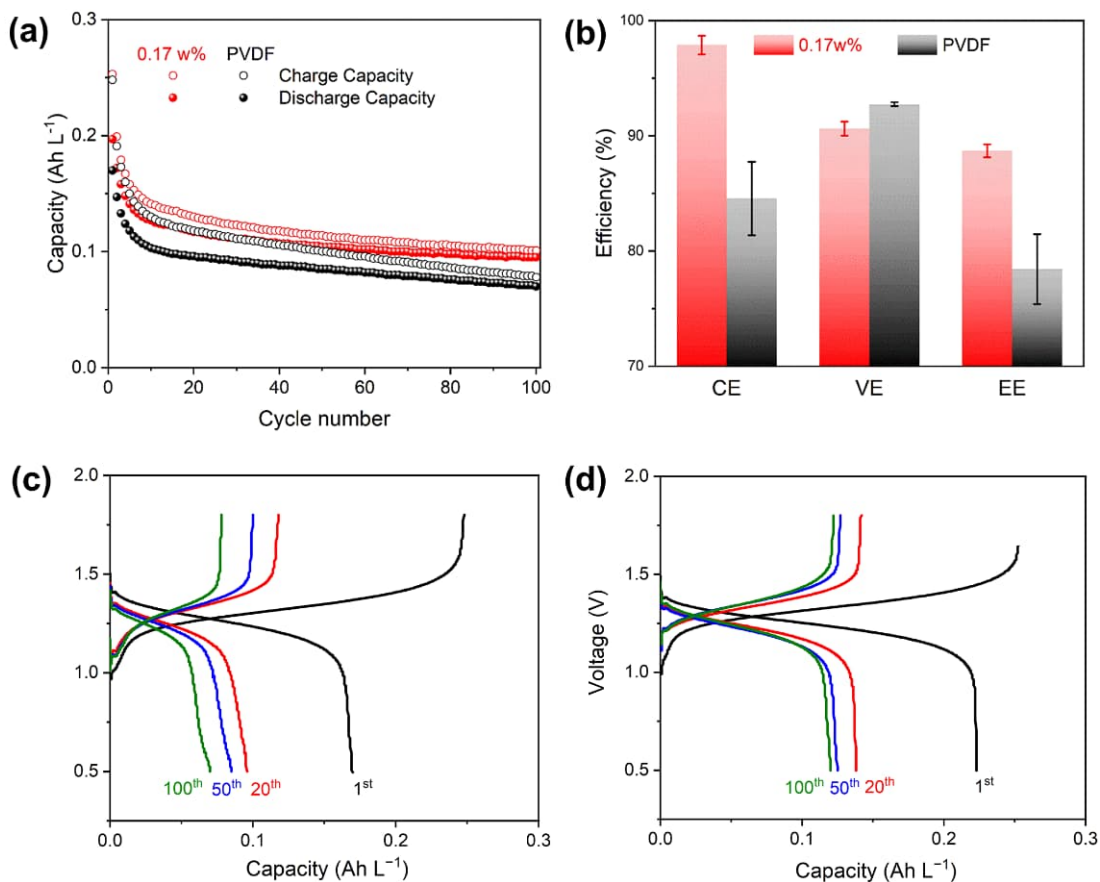 (a)
0.3
0.2
0.1
0.0
Capacity (Ah L⁻¹)
0.17 w% PVDF
Charge Capacity
Discharge Capacity
0 20 40 60 80 100
Cycle number
(b)
100
90
80
70
Efficiency (%)
0.17w% PVDF
CE VE EE
(c)
2.0
1.5
1.0
0.5
100ᵗʰ 50ᵗʰ 20ᵗʰ 1ˢᵗ
0.0 0.1 0.2 0.3
Capacity (Ah L⁻¹)
(d)
2.0
1.5
1.0
0.5
Voltage (V)
100ᵗʰ 50ᵗʰ 20ᵗʰ 1ˢᵗ
0.0 0.1 0.2 0.3
Capacity (Ah L⁻¹)